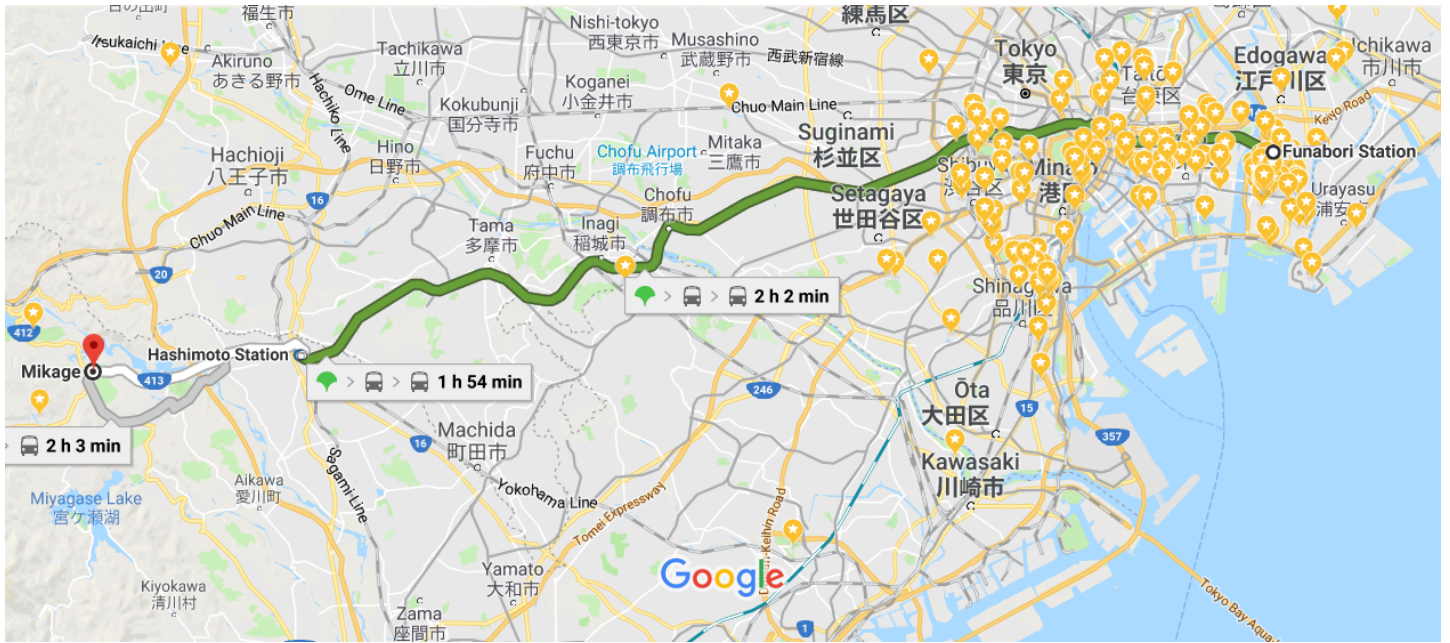 福生市
Itsukaichi Line
Akiruno
あきる野市
Tachikawa
立川市
Nishi-tokyo
西東京市
Musashino
武蔵野市
西武新宿線
練馬区
Tokyo
東京
Taito
台東区
Edogawa
江戸川区
Ichikawa
市川市
Hachiko Line
Ome Line
Kokubunji
国分寺市
Koganei
小金井市
Chuo Main Line
Keiyo Road
Hino
日野市
Fuchu
府中市
Chofu Airport
調布飛行場
Mitaka
三鷹市
Suginami
杉並区
Hachioji
八王子市
16
Chofu
調布市
Setagaya
世田谷区
港区
Funabori Station
Urayasu
浦安市
Chuo Main Line
Tama
多摩市
Inagi
稲城市
20
2 h 2 min
Shinagawa
品川区
412
Mikage
Hashimoto Station
413
1 h 54 min
246
Ōta
大田区
15
357
2 h 3 min
16
Machida
町田市
Kawasaki
川崎市
Sagami Line
Aikawa
愛川町
Miyagase Lake
宮ケ瀬湖
Yokohama Line
Tomei Expressway
Google
Yamato
大和市
Kiyokawa
清川村
Zama
座間市
1